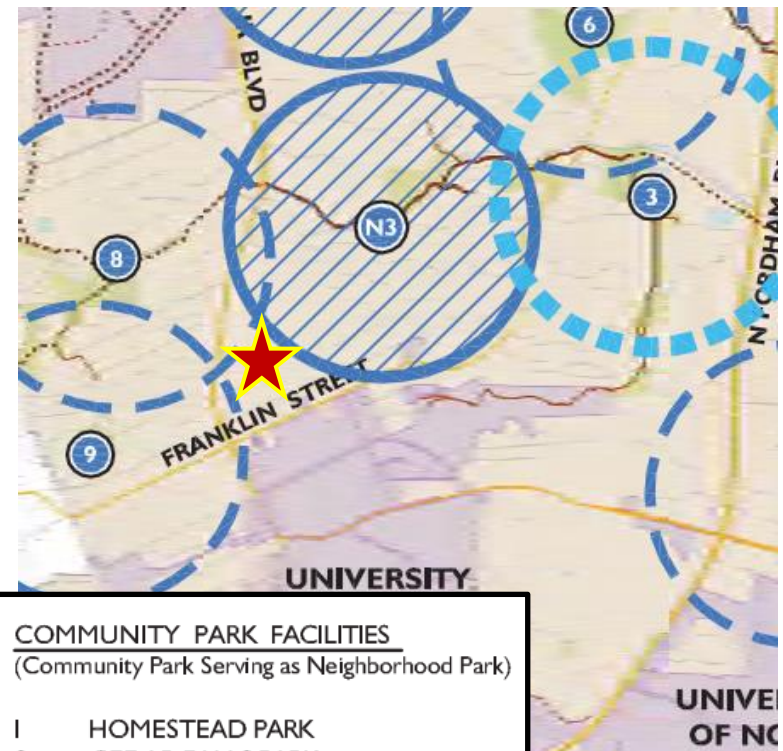 BLVD
6
N3
3
8
N FORDHAM
FRANKLIN STREET
9
UNIVERSITY
COMMUNITY PARK FACILITIES
(Community Park Serving as Neighborhood Park)
1 HOMESTEAD PARK
OF NO